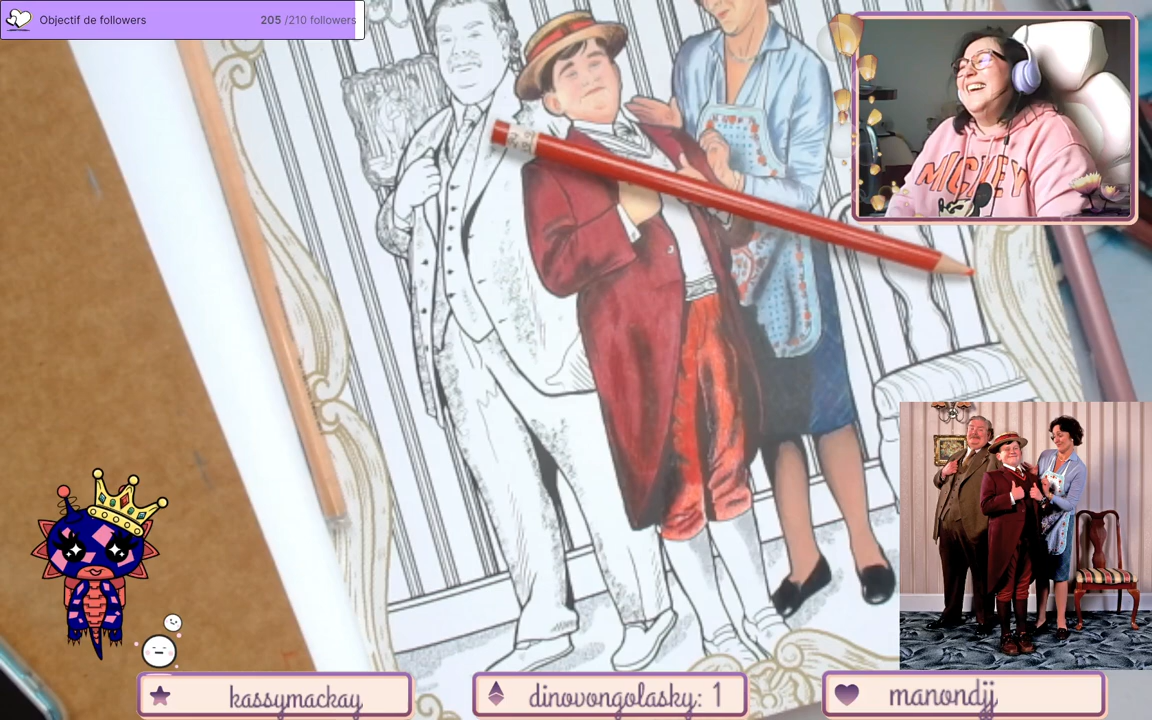 Objectif de followers 205 /210 followers
MICKEY
kassymackay
dinovongolasky: 1
manondjj